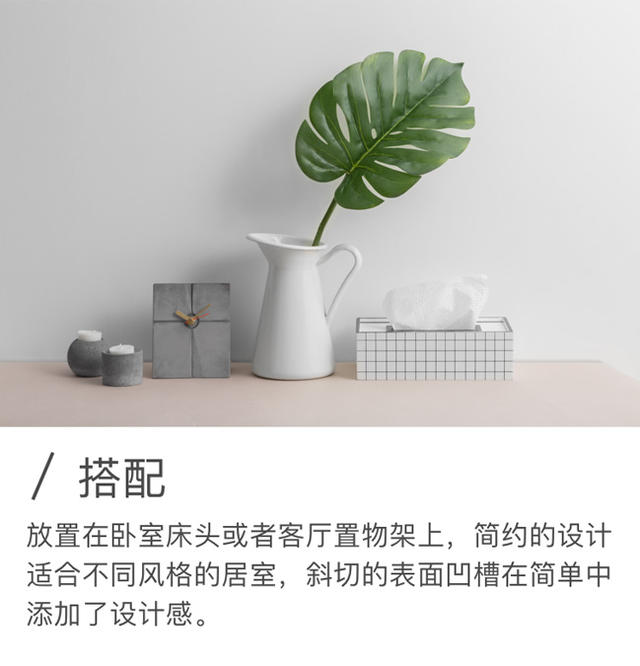 / 搭配
放置在卧室床头或者客厅置物架上，简约的设计
适合不同风格的居室，斜切的表面凹槽在简单中
添加了设计感。